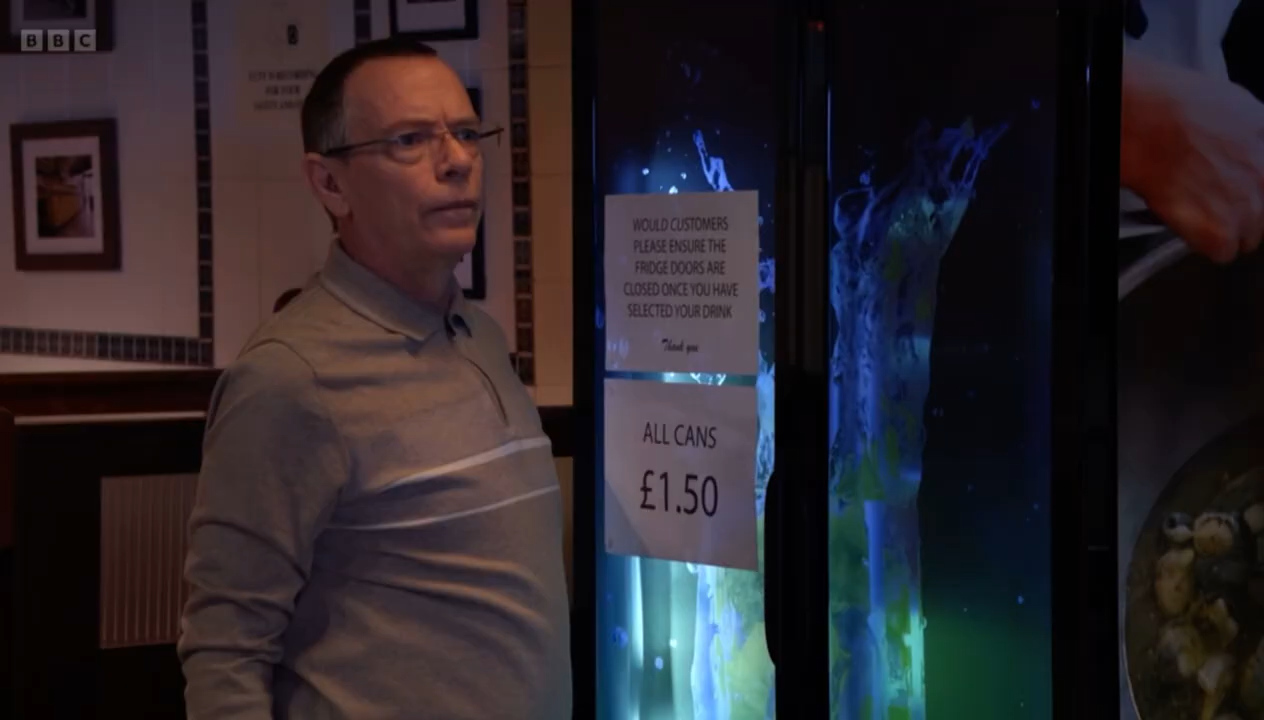 BBC
WOULD CUSTOMERS
PLEASE ENSURE THE
FRIDGE DOORS ARE
CLOSED ONCE YOU HAVE
SELECTED YOUR DRINK
Thank you
ALL CANS
£1.50